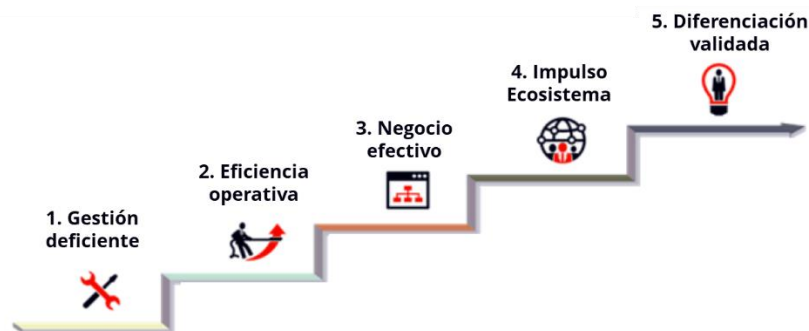 1. Gestión
deficiente
2. Eficiencia
operativa
3. Negocio
efectivo
4. Impulso
Ecosistema
5. Diferenciación
validada